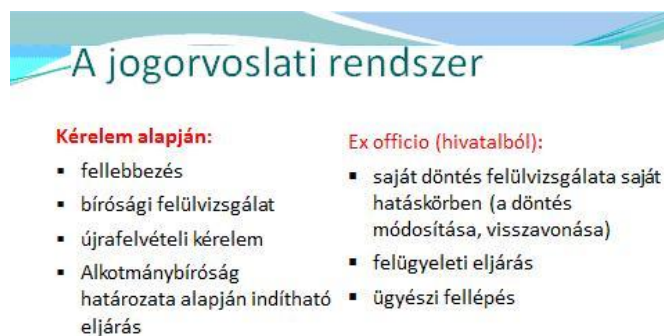 A jogorvoslati rendszer
Kérelem alapján:
▪ fellebbezés
▪ bírósági felülvizsgálat
▪ újrafelvételi kérelem
▪ Alkotmánybíróság
határozata alapján indítható
eljárás
Ex officio (hivatalból):
▪ saját döntés felülvizsgálata saját
hatáskörben (a döntés
módosítása, visszavonása)
▪ felügyeleti eljárás
▪ ügyészi fellépés